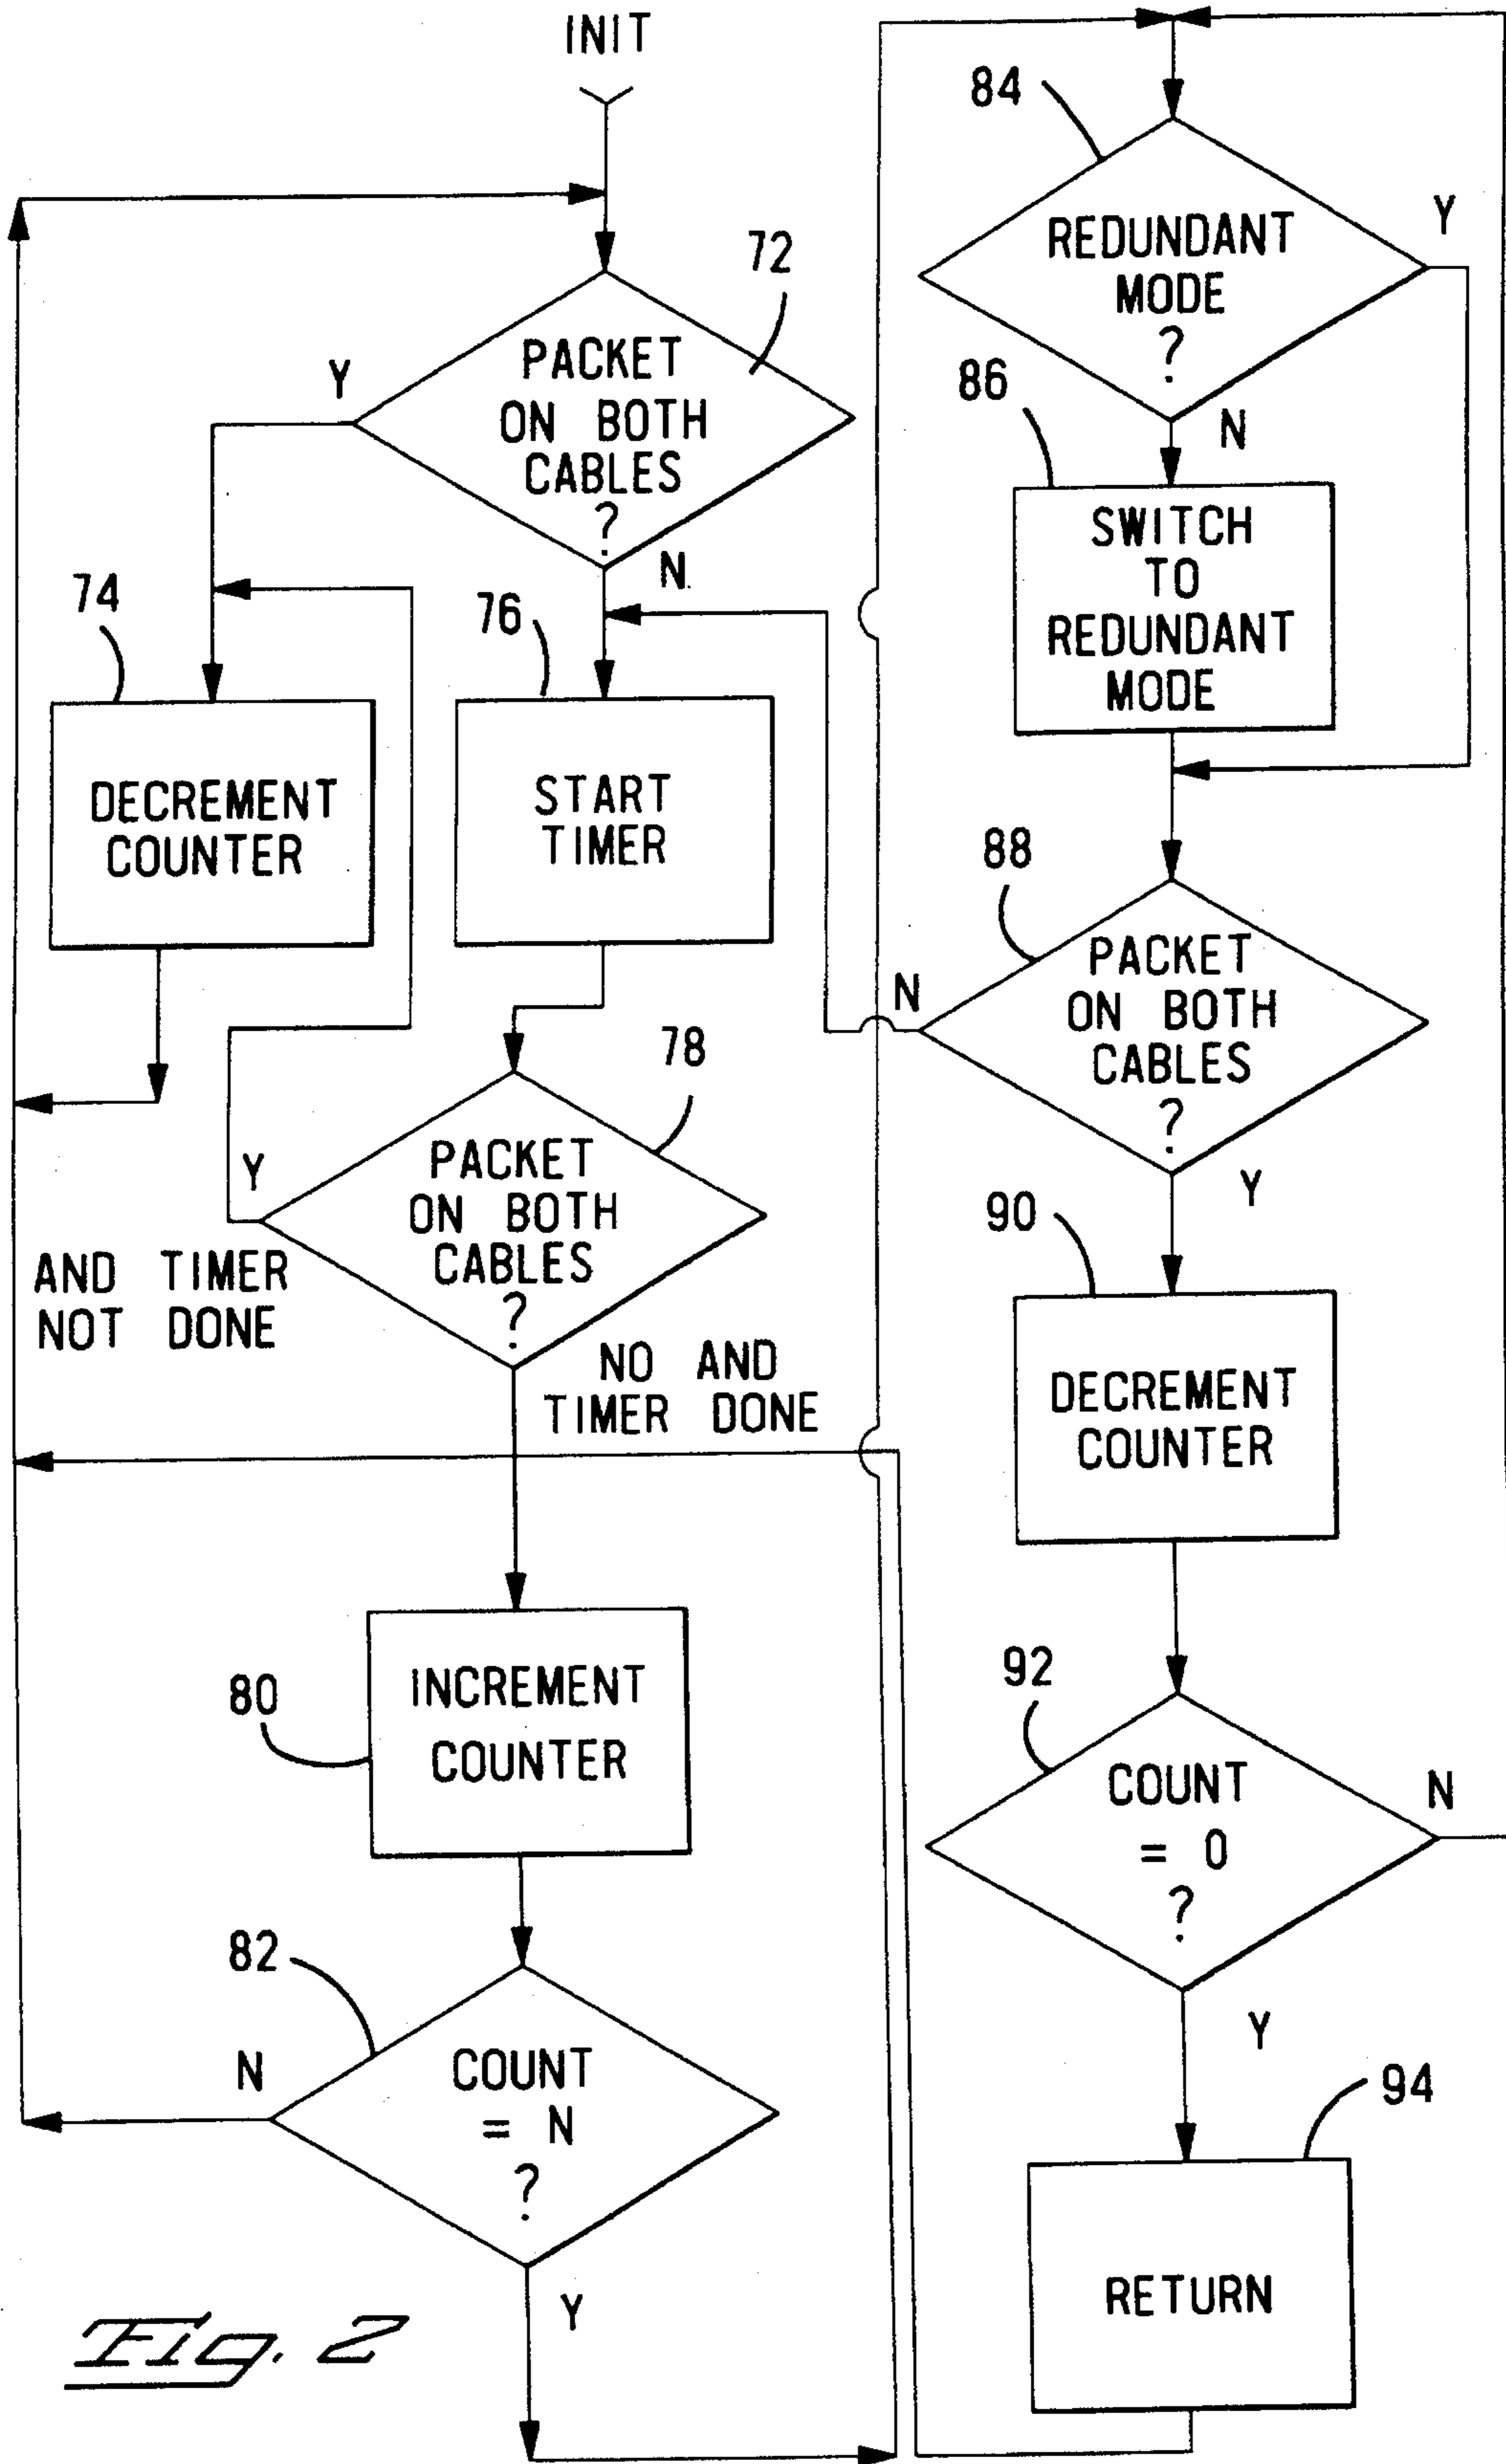 INIT
72
PACKET
ON BOTH
CABLES
?
Y
N
74
DECREMENT
COUNTER
76
START
TIMER
78
PACKET
ON BOTH
CABLES
?
Y
AND TIMER
NOT DONE
NO AND
TIMER DONE
80
INCREMENT
COUNTER
82
COUNT
= N
?
N
Y
84
REDUNDANT
MODE
?
Y
N
86
SWITCH
TO
REDUNDANT
MODE
88
PACKET
ON BOTH
CABLES
?
N
Y
90
DECREMENT
COUNTER
92
COUNT
= 0
?
N
Y
94
RETURN
Fig. 2